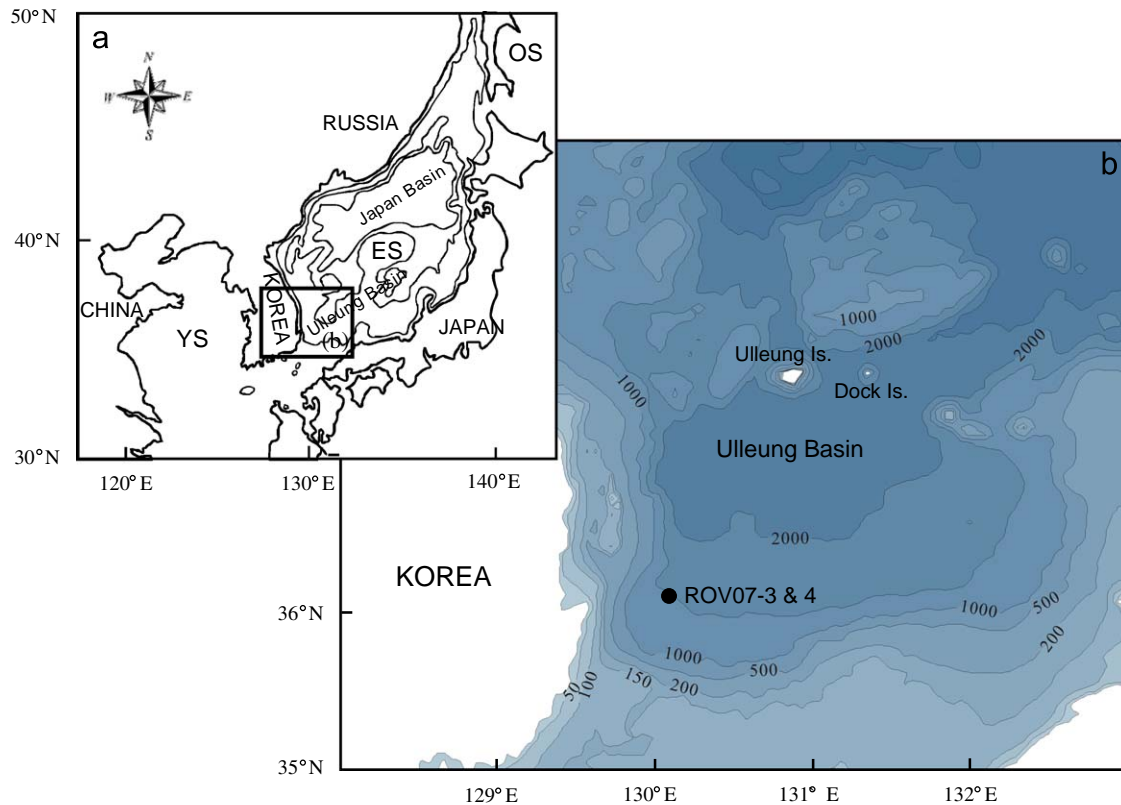 50°N
a
OS
N
W
E
S
RUSSIA
b
Japan Basin
40°N
ES
KOREA
Ulleung Basin
CHINA
YS
(b)
JAPAN
1000
2000
2000
Ulleung Is.
1000
Dock Is.
Ulleung Basin
30°N
120°E
130°E
140°E
2000
KOREA
ROV07-3 & 4
36°N
1000
500
200
1000
500
150
200
50
100
35°N
129°E
130°E
131°E
132°E